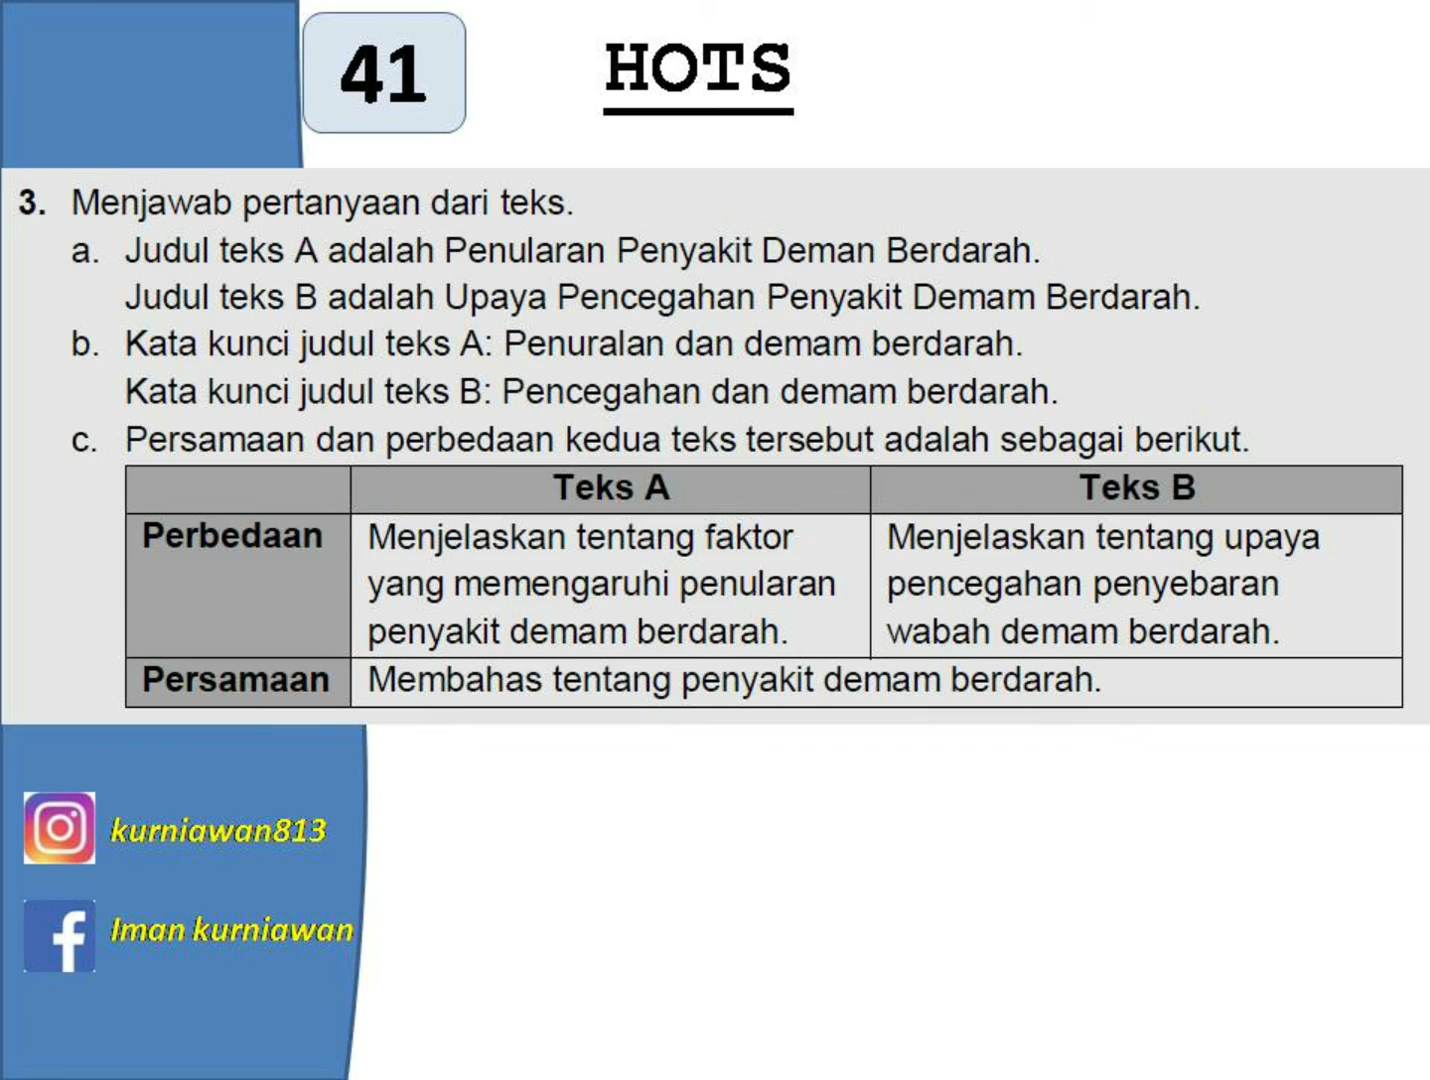 41
HOTS
3. Menjawab pertanyaan dari teks.
a. Judul teks A adalah Penularan Penyakit Deman Berdarah.
Judul teks B adalah Upaya Pencegahan Penyakit Demam Berdarah.
b. Kata kunci judul teks A: Penuralan dan demam berdarah.
Kata kunci judul teks B: Pencegahan dan demam berdarah.
c. Persamaan dan perbedaan kedua teks tersebut adalah sebagai berikut.
Teks A Teks B
Perbedaan Menjelaskan tentang faktor Menjelaskan tentang upaya
yang memengaruhi penularan pencegahan penyebaran
penyakit demam berdarah. wabah demam berdarah.
Persamaan Membahas tentang penyakit demam berdarah.
kurniawan813
Iman kurniawan